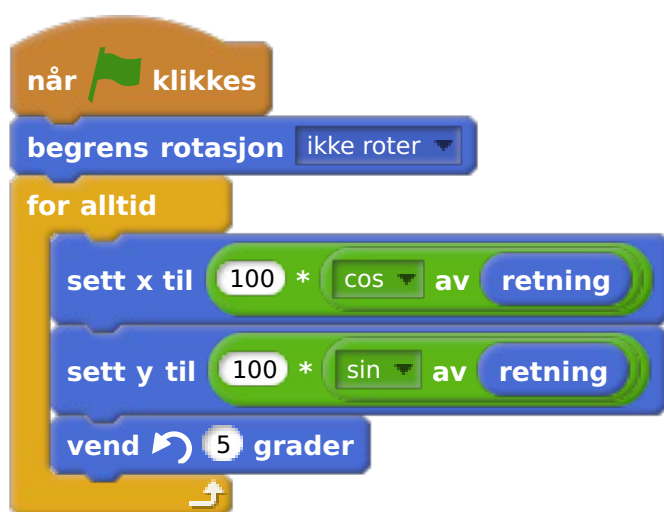 når klikkes
begrens rotasjon ikke roter
for alltid
sett x til 100 * cos av retning
sett y til 100 * sin av retning
vend 5 grader